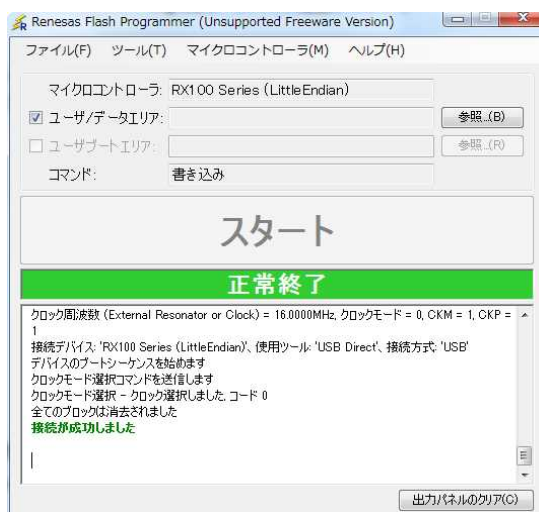 Renesas Flash Programmer (Unsupported Freeware Version)
ファイル(F) ツール(T) マイクロコントローラ(M) ヘルプ(H)
マイクロコントローラ: RX100 Series (LittleEndian)
ユーザ/データエリア: 参照...(B)
ユーザブートエリア: 参照...(R)
コマンド: 書き込み
スタート
正常終了
クロック周波数 (External Resonator or Clock) = 16.0000MHz, クロックモード = 0, CKM = 1, CKP =
1
接続デバイス: 'RX100 Series (LittleEndian)'、使用ツール: 'USB Direct'、接続方式: 'USB'
デバイスのブートシーケンスを始めます
クロックモード選択コマンドを送信します
クロックモード選択 - クロック選択しました, コード 0
全てのブロックは消去されました
接続が成功しました
出力パネルのクリア(C)